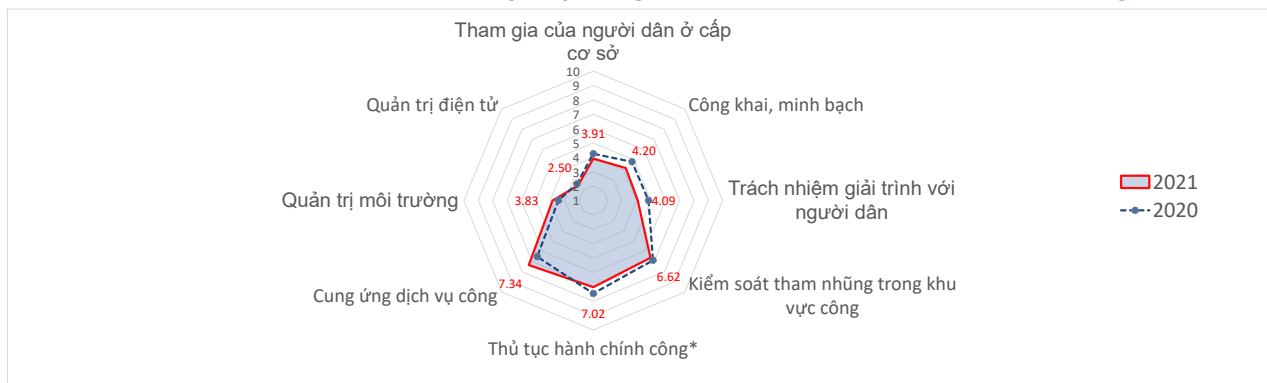 Tham gia của người dân ở cấp
cơ sở
10
9
8
7
6
5
4
3
2
1
Quản trị điện tử
Công khai, minh bạch
3.91
4.20
2.50
Quản trị môi trường
3.83
4.09
Trách nhiệm giải trình với
người dân
2021
2020
Cung ứng dịch vụ công
7.34
6.62
Kiểm soát tham nhũng trong khu
vực công
7.02
Thủ tục hành chính công*